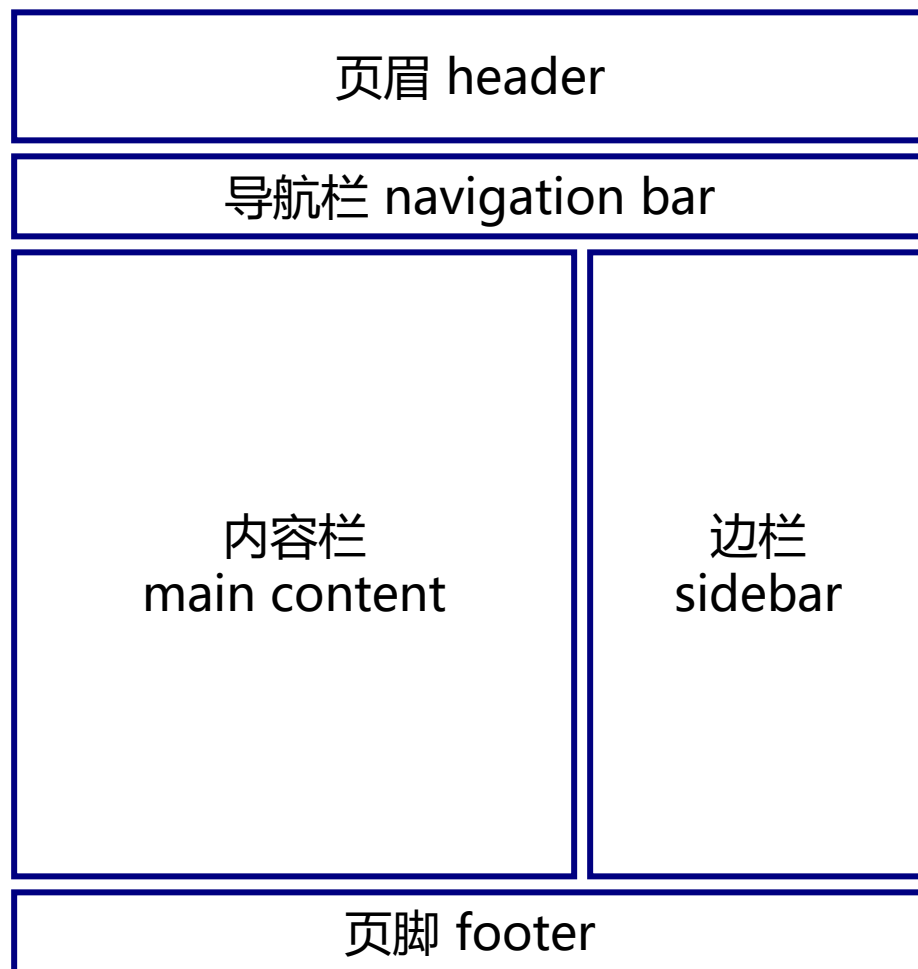 页眉 header
导航栏 navigation bar
内容栏
main content
边栏
sidebar
页脚 footer